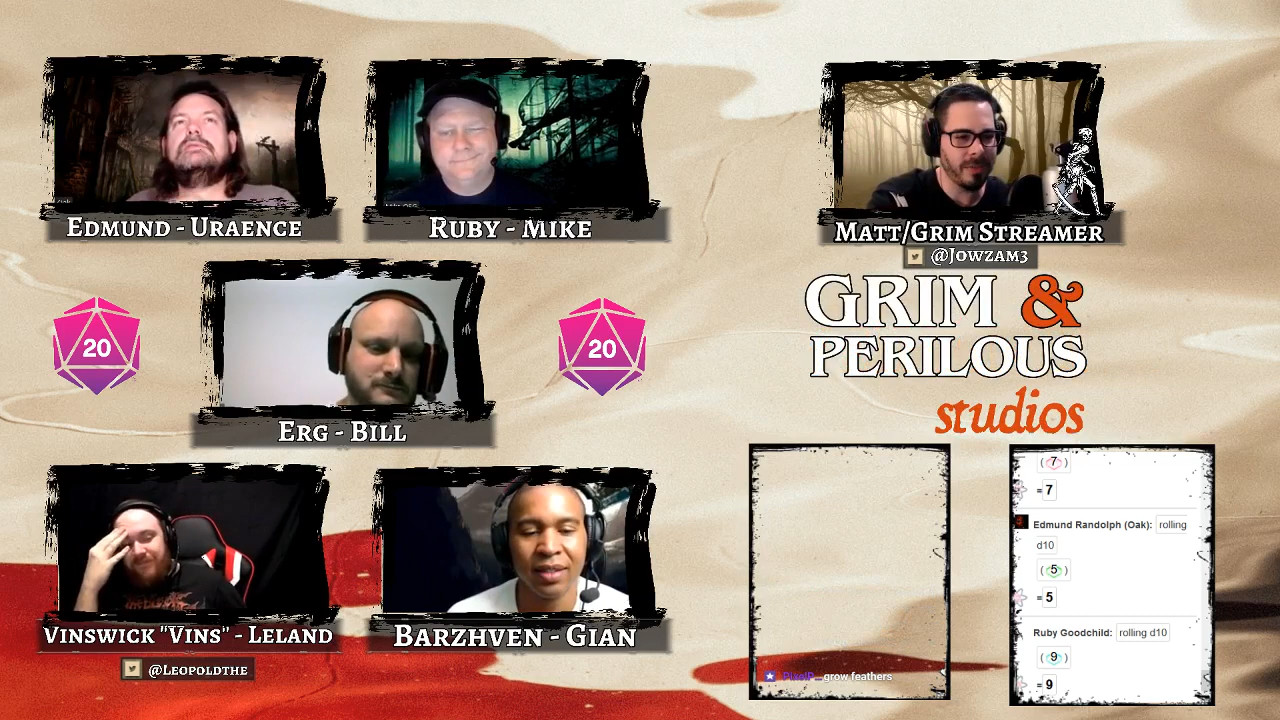 Edmund - Uraence
Ruby - Mike
Matt/Grim Streamer
@Jowzam3
Grim &
Perilous
studios
20
20
Erg - Bill
Vinswick "Vins" - Leland
@Leopoldthe
Barzhven - Gian
grow feathers
(7)
= 7
Edmund Randolph (Oak): rolling
d10
(5)
= 5
Ruby Goodchild: rolling d10
(9)
= 9